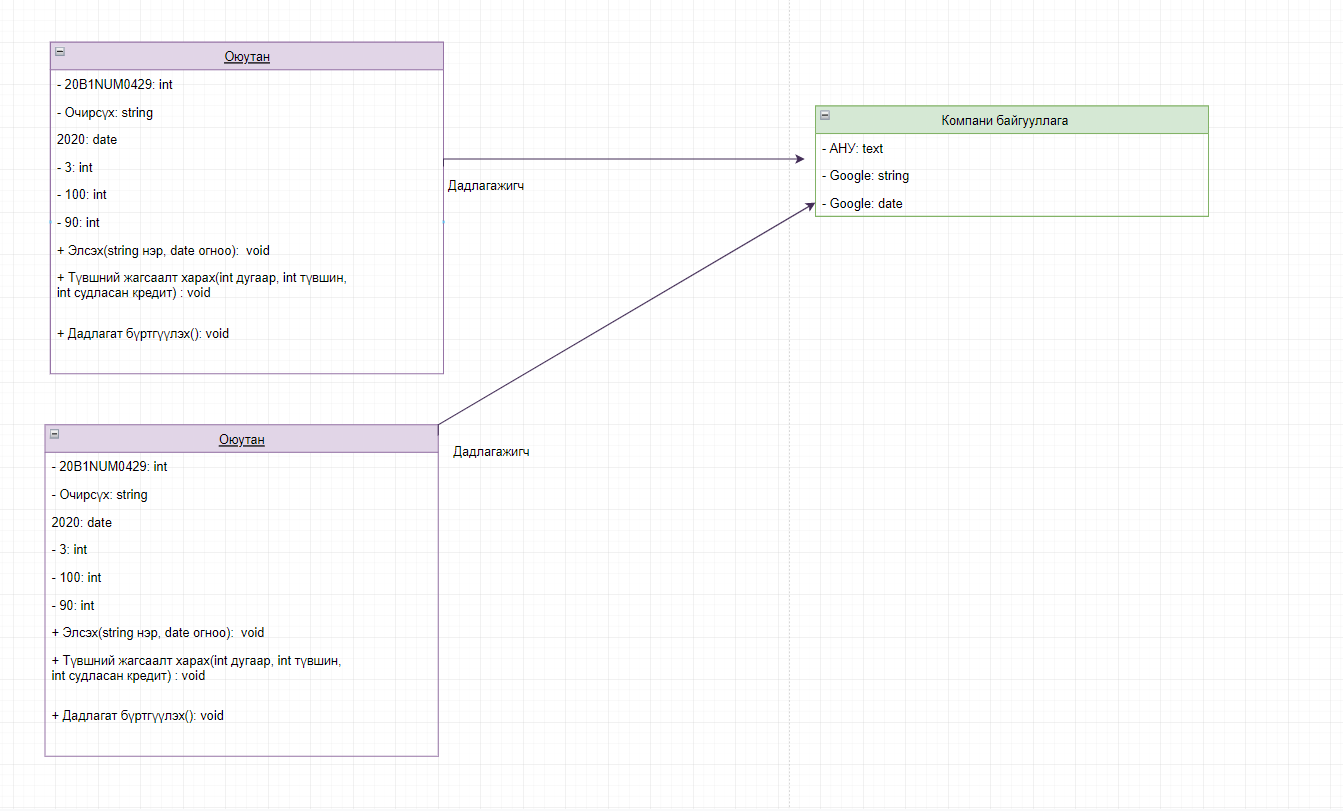 Оюутан
- 20B1NUM0429: int
- Очирсүх: string
2020: date
- 3: int
- 100: int
- 90: int
+ Элсэх(string нэр, date огноо):  void
+ Түвшний жагсаалт харах(int дугаар, int түвшин,
int судласан кредит) : void
+ Дадлагат бүртгүүлэх(): void
Дадлагажигч
Компани байгууллага
- АНУ: text
- Google: string
- Google: date
Оюутан
- 20B1NUM0429: int
- Очирсүх: string
2020: date
- 3: int
- 100: int
- 90: int
+ Элсэх(string нэр, date огноо):  void
+ Түвшний жагсаалт харах(int дугаар, int түвшин,
int судласан кредит) : void
+ Дадлагат бүртгүүлэх(): void
Дадлагажигч